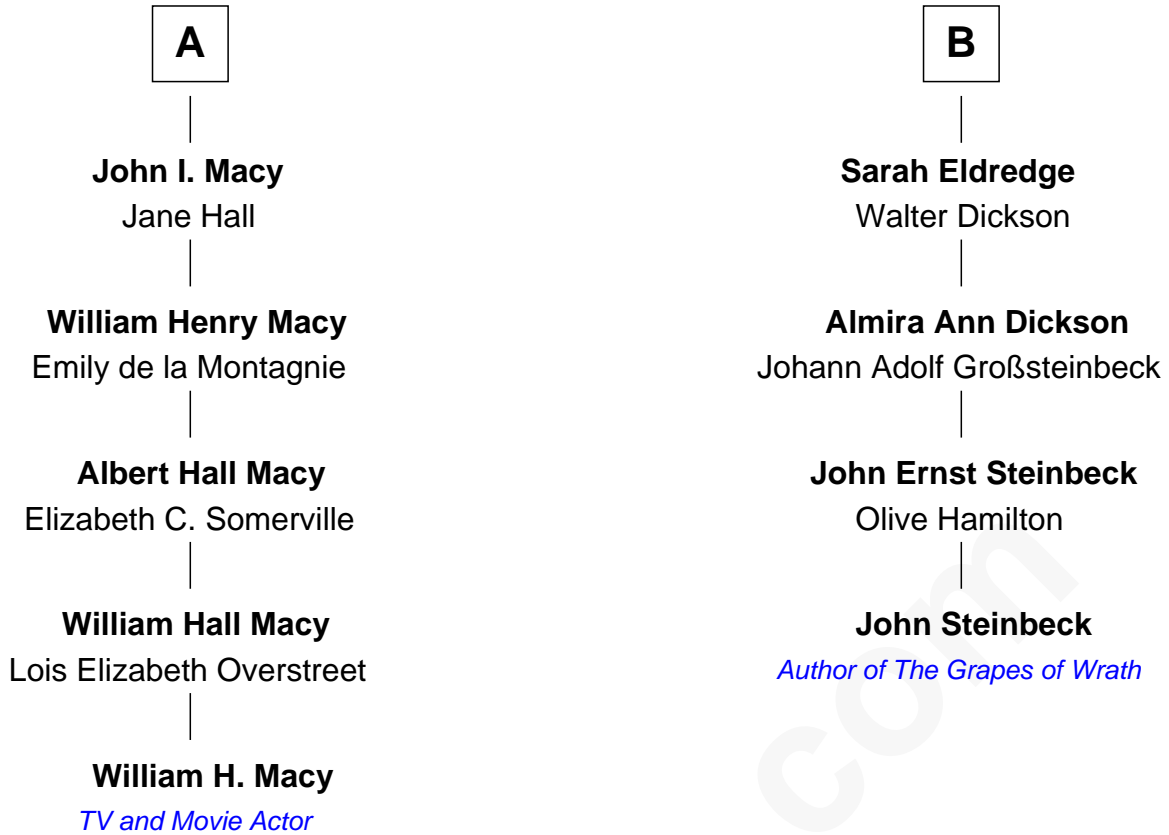 A
John I. Macy
Jane Hall
William Henry Macy
Emily de la Montagnie
Albert Hall Macy
Elizabeth C. Somerville
William Hall Macy
Lois Elizabeth Overstreet
William H. Macy
TV and Movie Actor
B
Sarah Eldredge
Walter Dickson
Almira Ann Dickson
Johann Adolf Großsteinbeck
John Ernst Steinbeck
Olive Hamilton
John Steinbeck
Author of The Grapes of Wrath
com